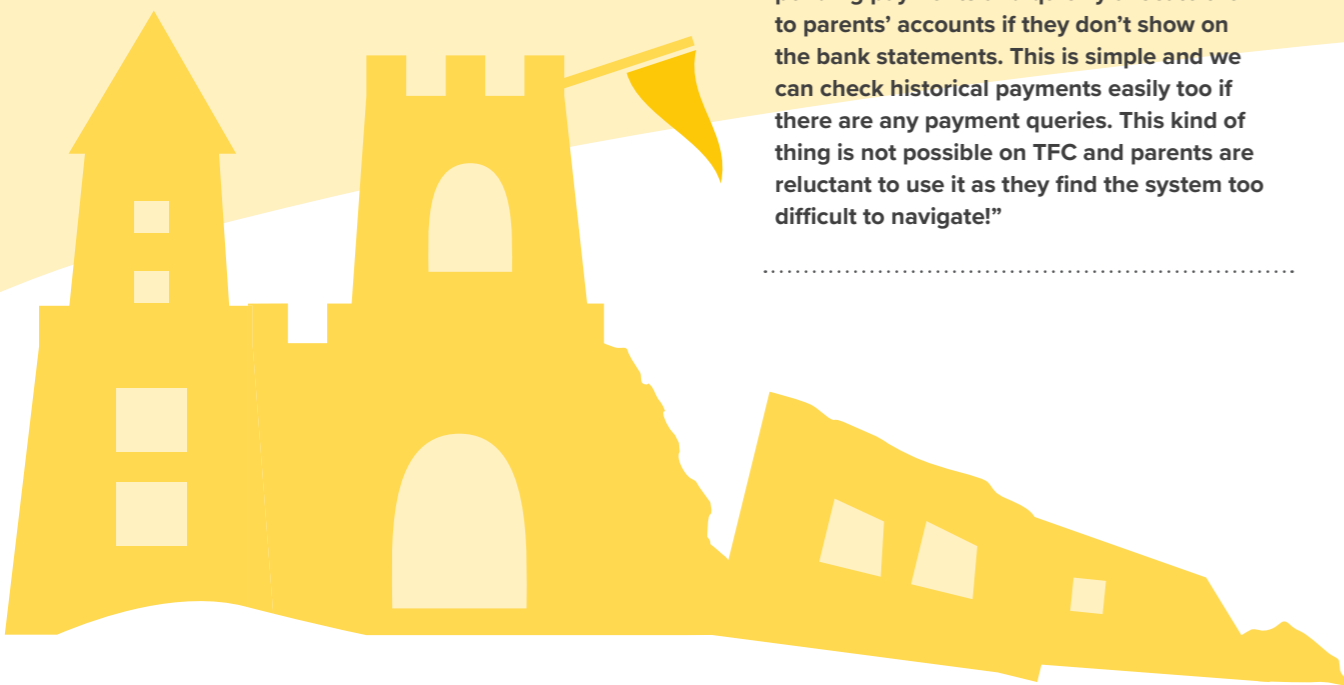 to parents’ accounts if they don’t show on
the bank statements. This is simple and we
can check historical payments easily too if
there are any payment queries. This kind of
thing is not possible on TFC and parents are
reluctant to use it as they find the system too
difficult to navigate!”